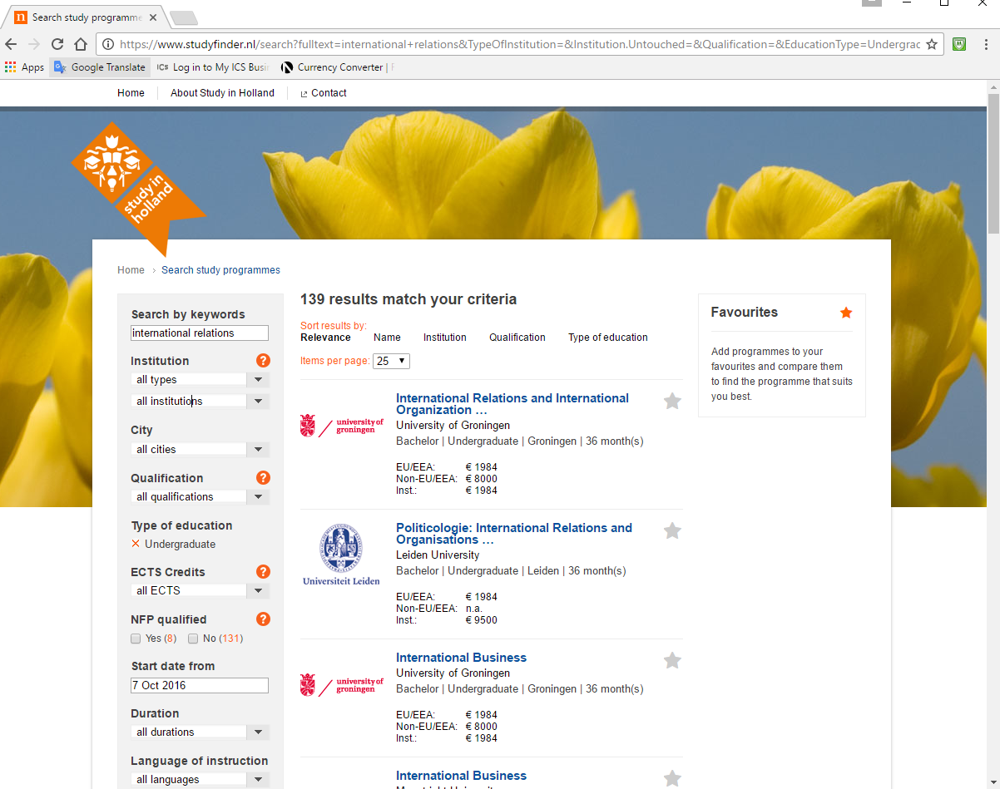 Search study programme
https://www.studyfinder.nl/search?fulltext=international+relations&TypeOfInstitution=&Institution.Untouched=&Qualification=&EducationType=Undergrac
Apps
Google Translate
ICS Log in to My ICS Busi
Currency Converter |
Home
About Study in Holland
Contact
study in
holland
Home › Search study programmes
Search by keywords
international relations
Institution ?
all types
all institutions
City
all cities
Qualification ?
all qualifications
Type of education
Undergraduate
ECTS Credits ?
all ECTS
NFP qualified ?
Yes (8) No (131)
Start date from
7 Oct 2016
Duration
all durations
Language of instruction
all languages
139 results match your criteria
Sort results by:
Relevance Name Institution Qualification Type of education
Items per page: 25
university of
groningen
International Relations and International
Organization …
University of Groningen
Bachelor | Undergraduate | Groningen | 36 month(s)
EU/EEA: € 1984
Non-EU/EEA: € 8000
Inst.: € 1984
Universiteit Leiden
Politicologie: International Relations and
Organisations …
Leiden University
Bachelor | Undergraduate | Leiden | 36 month(s)
EU/EEA: € 1984
Non-EU/EEA: n.a.
Inst.: € 9500
university of
groningen
International Business
University of Groningen
Bachelor | Undergraduate | Groningen | 36 month(s)
EU/EEA: € 1984
Non-EU/EEA: € 8000
Inst.: € 1984
International Business
Favourites
Add programmes to your
favourites and compare them
to find the programme that suits
you best.